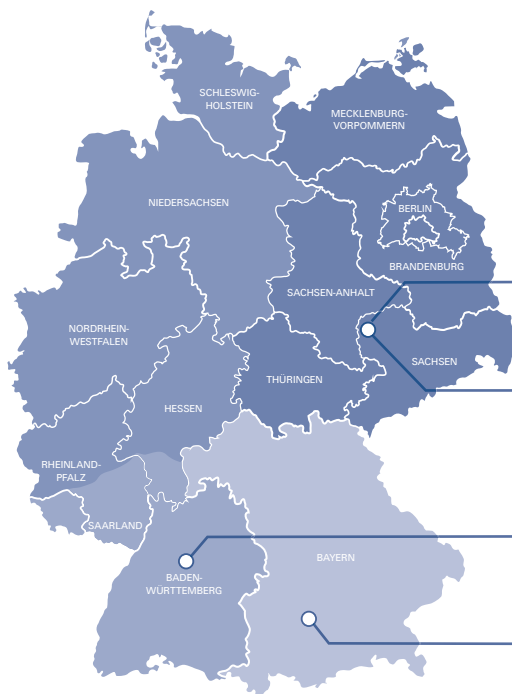 SCHLESWIG-
HOLSTEIN
MECKLENBURG-
VORPOMMERN
NIEDERSACHSEN
BERLIN
BRANDENBURG
SACHSEN-ANHALT
NORDRHEIN-
WESTFALEN
SACHSEN
THÜRINGEN
HESSEN
RHEINLAND-
PFALZ
SAARLAND
BAYERN
BADEN-
WÜRTTEMBERG